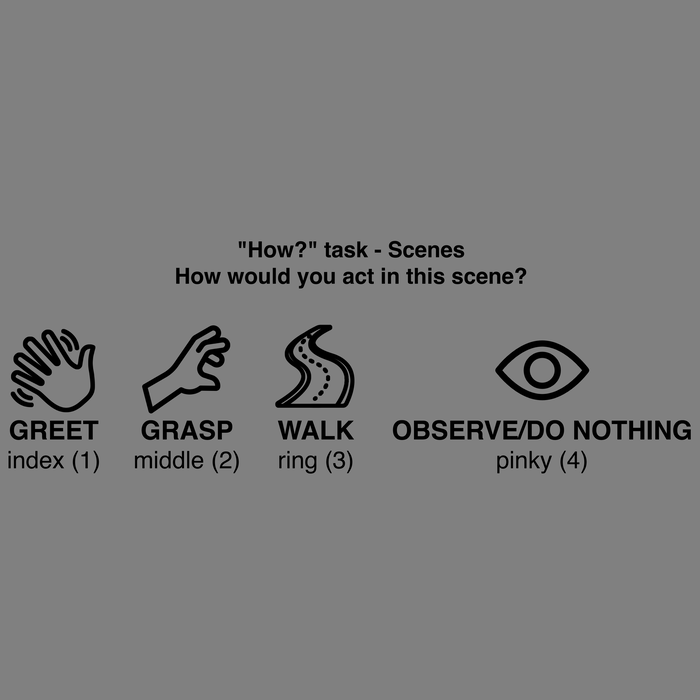 "How?" task - Scenes
How would you act in this scene?
GREET GRASP WALK OBSERVE/DO NOTHING
index (1) middle (2) ring (3) pinky (4)